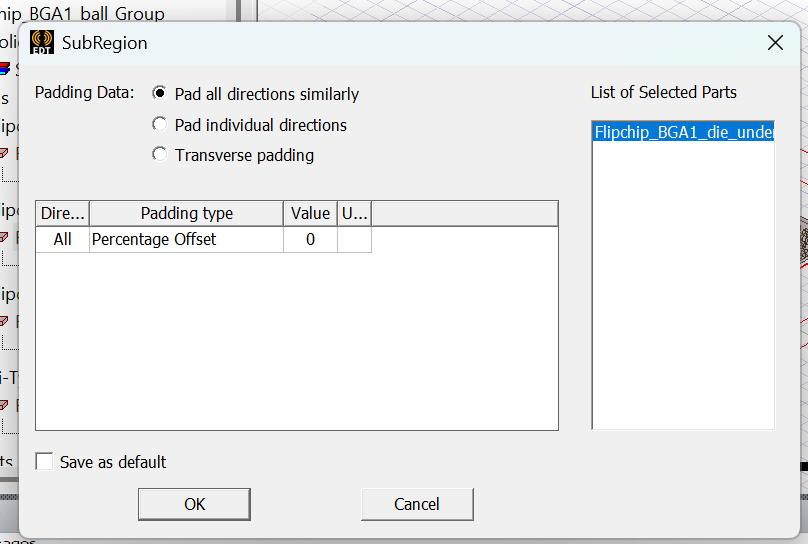 hip_BGA1_ball_Group
EDT SubRegion
Padding Data:
Pad all directions similarly
Pad individual directions
Transverse padding
List of Selected Parts
Flipchip_BGA1_die_under
Dire... Padding type Value U...
All Percentage Offset 0
Save as default
OK Cancel